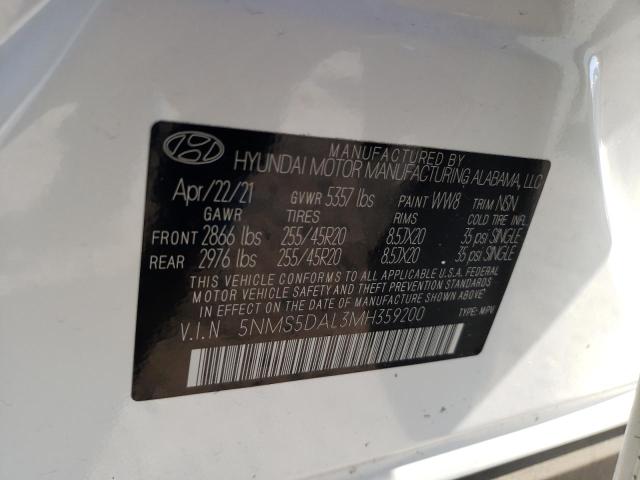 MANUFACTURED BY
HYUNDAI MOTOR MANUFACTURING ALABAMA, LLC
Apr/22/21 GVWR 5357 lbs PAINT WW8 TRIM NSN
GAWR TIRES RIMS COLD TIRE INFL.
FRONT 2866 lbs 255/45R20 8.5JX20 35 psi SINGLE
REAR 2976 lbs 255/45R20 8.5JX20 35 psi SINGLE
THIS VEHICLE CONFORMS TO ALL APPLICABLE U.S.A. FEDERAL
MOTOR VEHICLE SAFETY AND THEFT PREVENTION STANDARDS
IN EFFECT ON THE DATE OF MANUFACTURE SHOWN ABOVE.
V.I.N 5NMS5DAL3MH359200 TYPE: MPV